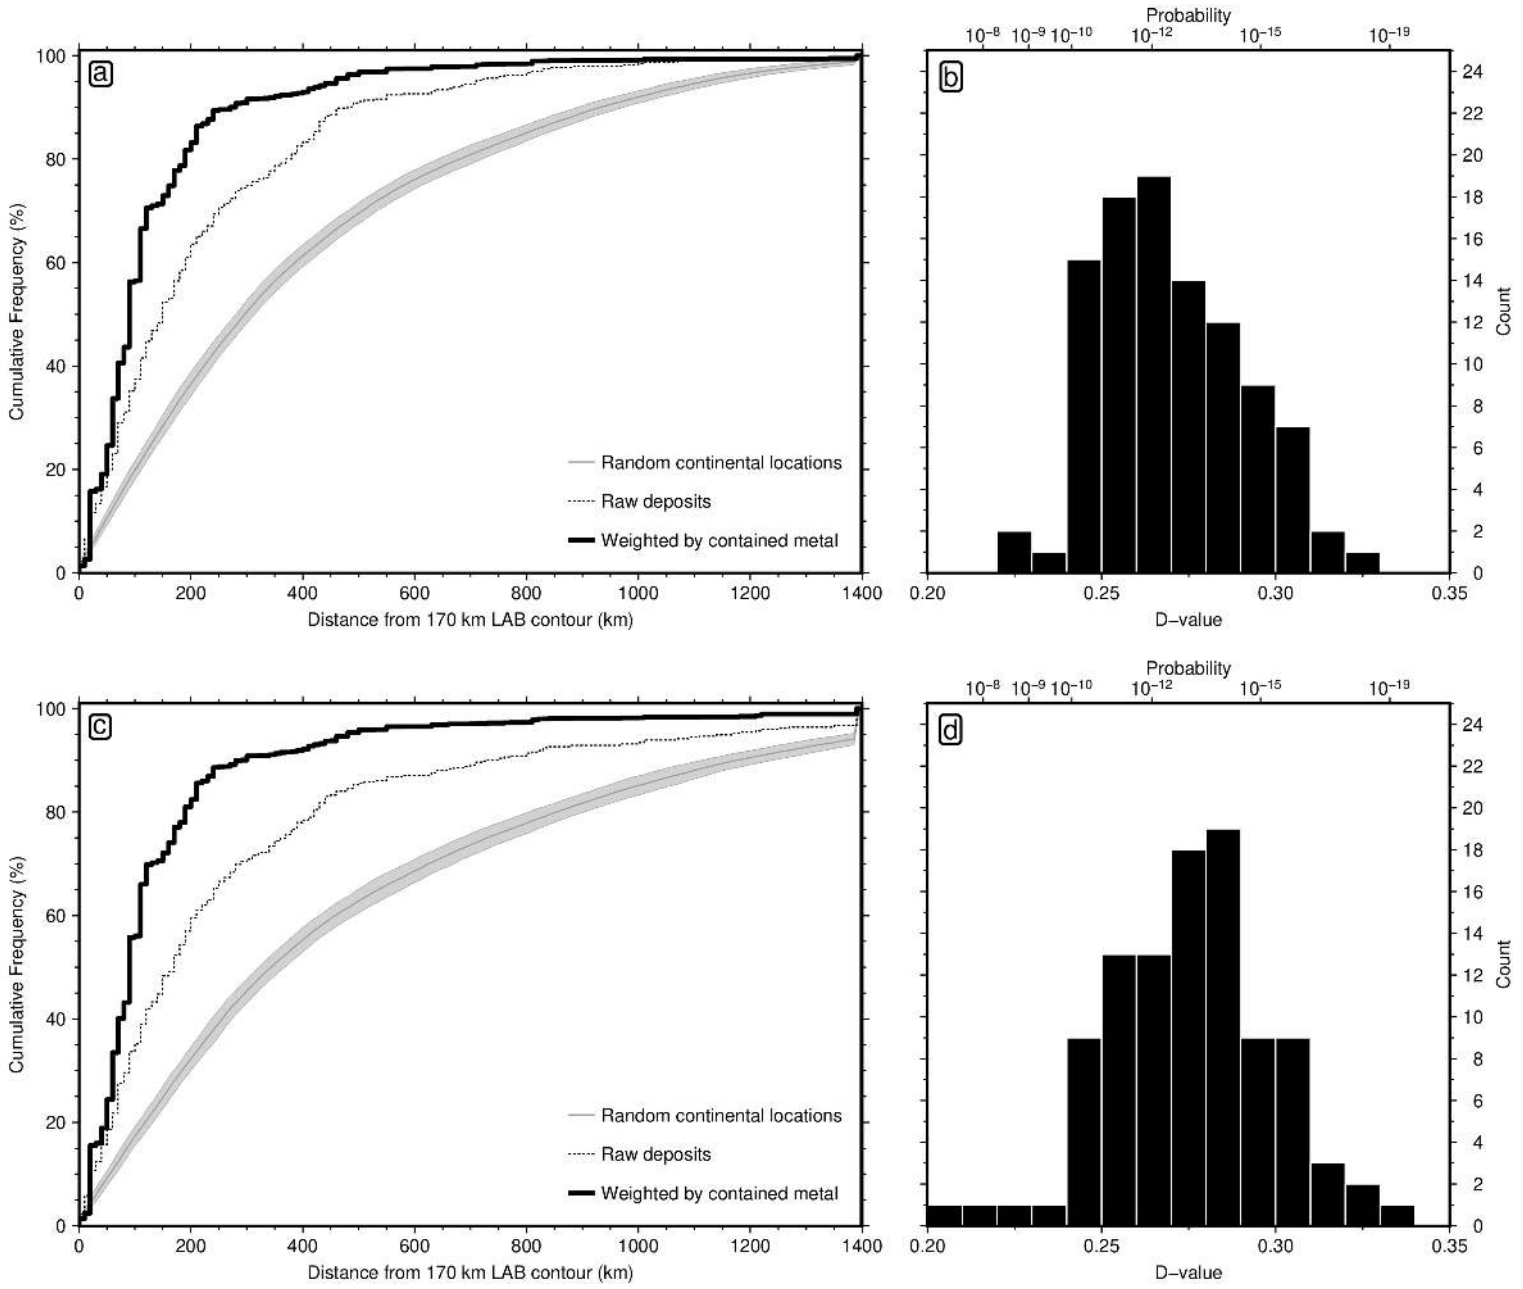 a
Cumulative Frequency (%)
100
80
60
40
20
0
Random continental locations
Raw deposits
Weighted by contained metal
0 200 400 600 800 1000 1200 1400
Distance from 170 km LAB contour (km)
Probability
10−8 10−9 10−10 10−12 10−15 10−19
b
24
22
20
18
16
14
12
10
8
6
4
2
0
Count
0.20 0.25 0.30 0.35
D−value
c
Cumulative Frequency (%)
100
80
60
40
20
0
Random continental locations
Raw deposits
Weighted by contained metal
0 200 400 600 800 1000 1200 1400
Distance from 170 km LAB contour (km)
Probability
10−8 10−9 10−10 10−12 10−15 10−19
d
24
22
20
18
16
14
12
10
8
6
4
2
0
Count
0.20 0.25 0.30 0.35
D−value